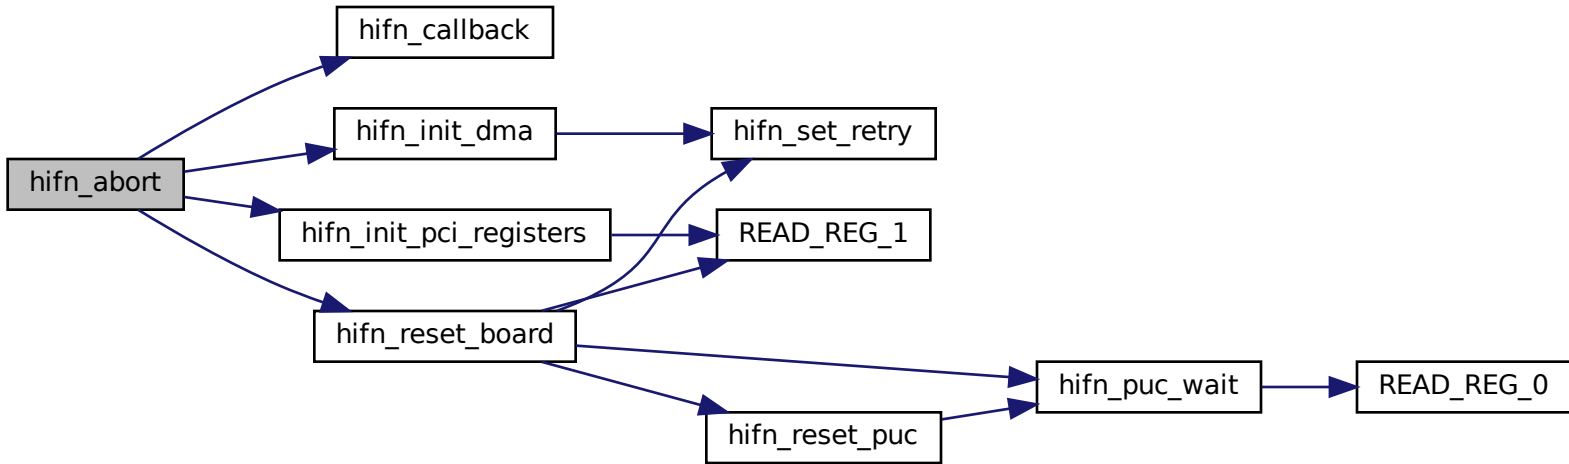 hifn_callback
hifn_init_dma
hifn_set_retry
hifn_abort
hifn_init_pci_registers
READ_REG_1
hifn_reset_board
hifn_puc_wait
READ_REG_0
hifn_reset_puc